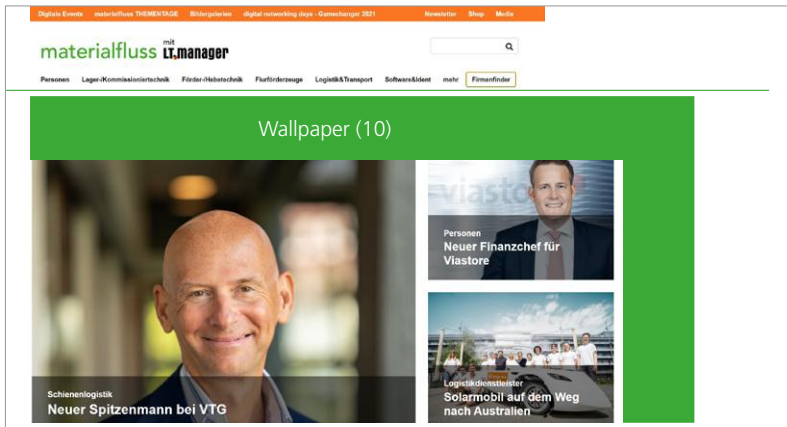 Digitale Events materialfluss THEMENTAGE Bildergalerien digital networking days - Gamechanger 2021 Newsletter Shop Media
materialfluss mit LT.manager
Personen Lager-/Kommissioniertechnik Förder-/Hebetechnik Flurförderzeuge Logistik&Transport Software&Ident mehr Firmenfinder
Wallpaper (10)
viastore
Personen
Neuer Finanzchef für
Viastore
Schienenlogistik
Neuer Spitzenmann bei VTG
Logistikdienstleister
Solarmobil auf dem Weg
nach Australien